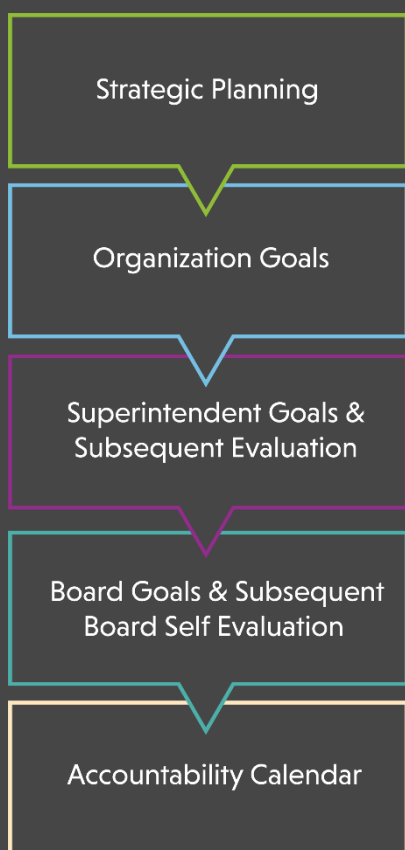 Strategic Planning
Organization Goals
Superintendent Goals &
Subsequent Evaluation
Board Goals & Subsequent
Board Self Evaluation
Accountability Calendar